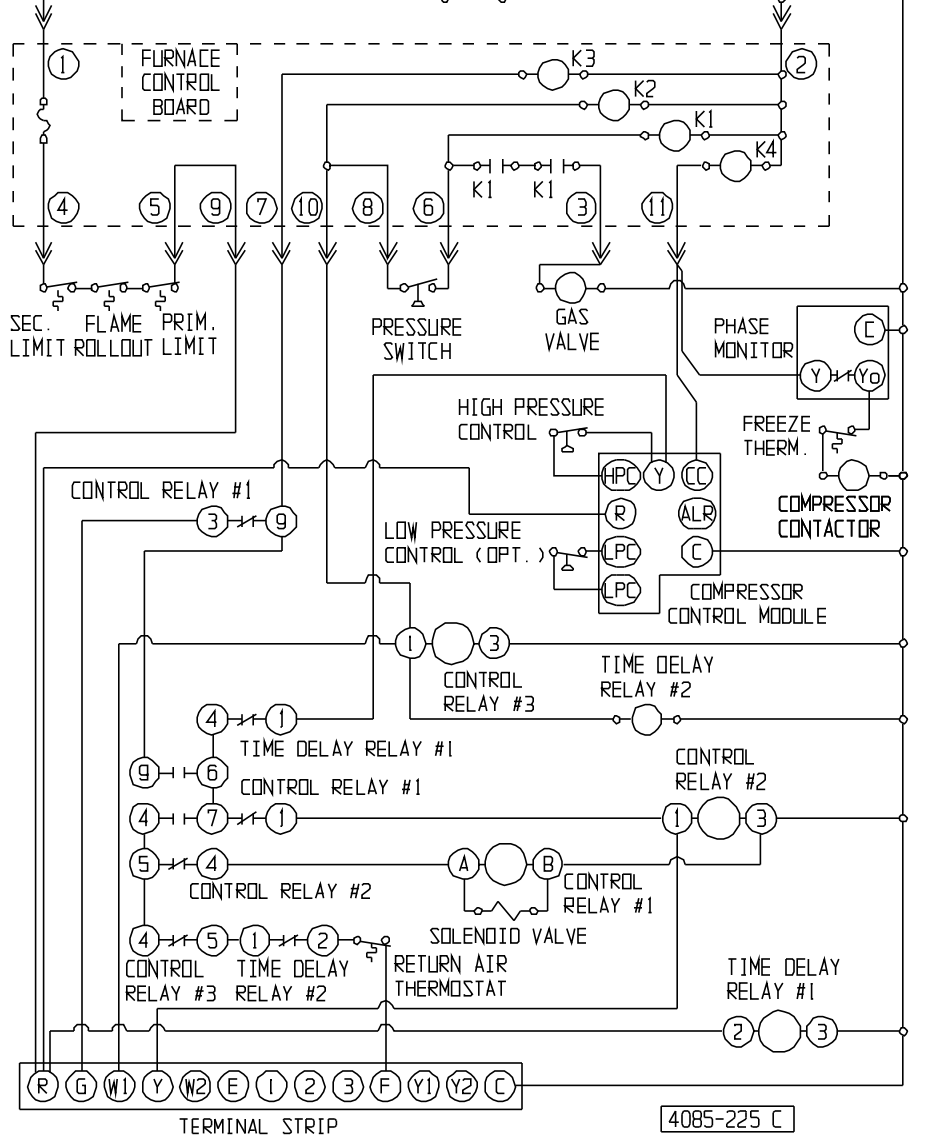 1
FURNACE
CONTROL
BOARD
K3
2
K2
K1
K4
K1
K1
4
5
9
7
10
8
6
3
11
SEC.
LIMIT
FLAME
ROLLOUT
PRIM.
LIMIT
PRESSURE
SWITCH
GAS
VALVE
PHASE
MONITOR
C
Y
Yo
HIGH PRESSURE
CONTROL
FREEZE
THERM.
HPC
Y
CC
CONTROL RELAY #1
COMPRESSOR
CONTACTOR
3
9
R
ALR
LOW PRESSURE
CONTROL (OPT.)
LPC
C
LPC
COMPRESSOR
CONTROL MODULE
1
3
CONTROL
RELAY #3
TIME DELAY
RELAY #2
4
1
TIME DELAY RELAY #1
9
6
CONTROL RELAY #1
CONTROL
RELAY #2
4
7
1
1
3
5
4
A
B
CONTROL RELAY #2
CONTROL
RELAY #1
SOLENOID VALVE
4
5
1
2
CONTROL
RELAY #3
TIME DELAY
RELAY #2
RETURN AIR
THERMOSTAT
TIME DELAY
RELAY #1
2
3
R G W1 Y W2 E 1 2 3 F Y1 Y2 C
TERMINAL STRIP
4085-225 C